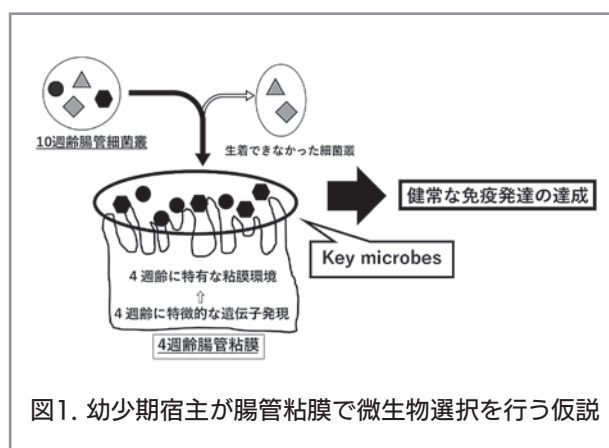 10週齢腸管細菌叢
生着できなかった細菌叢
健常な免疫発達の達成
Key microbes
4週齢に特有な粘膜環境
⇧
4週齢に特徴的な遺伝子発現
4週齢腸管粘膜
図1. 幼少期宿主が腸管粘膜で微生物選択を行う仮説